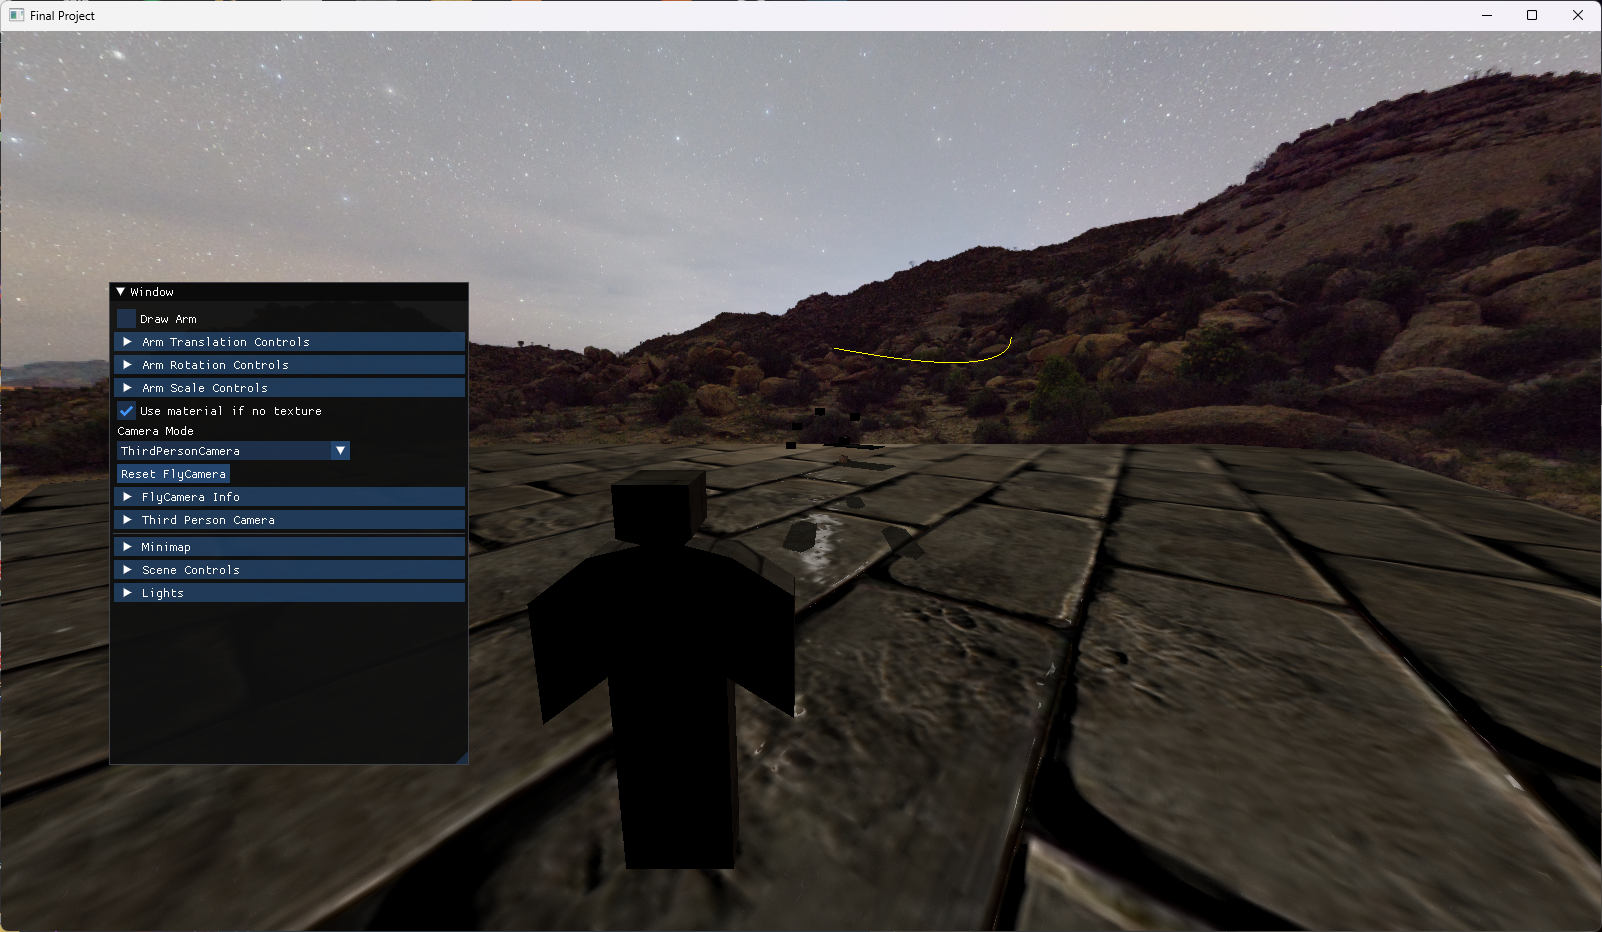 Final Project
Window
Draw Arm
Arm Translation Controls
Arm Rotation Controls
Arm Scale Controls
Use material if no texture
Camera Mode
ThirdPersonCamera
Reset FlyCamera
FlyCamera Info
Third Person Camera
Minimap
Scene Controls
Lights